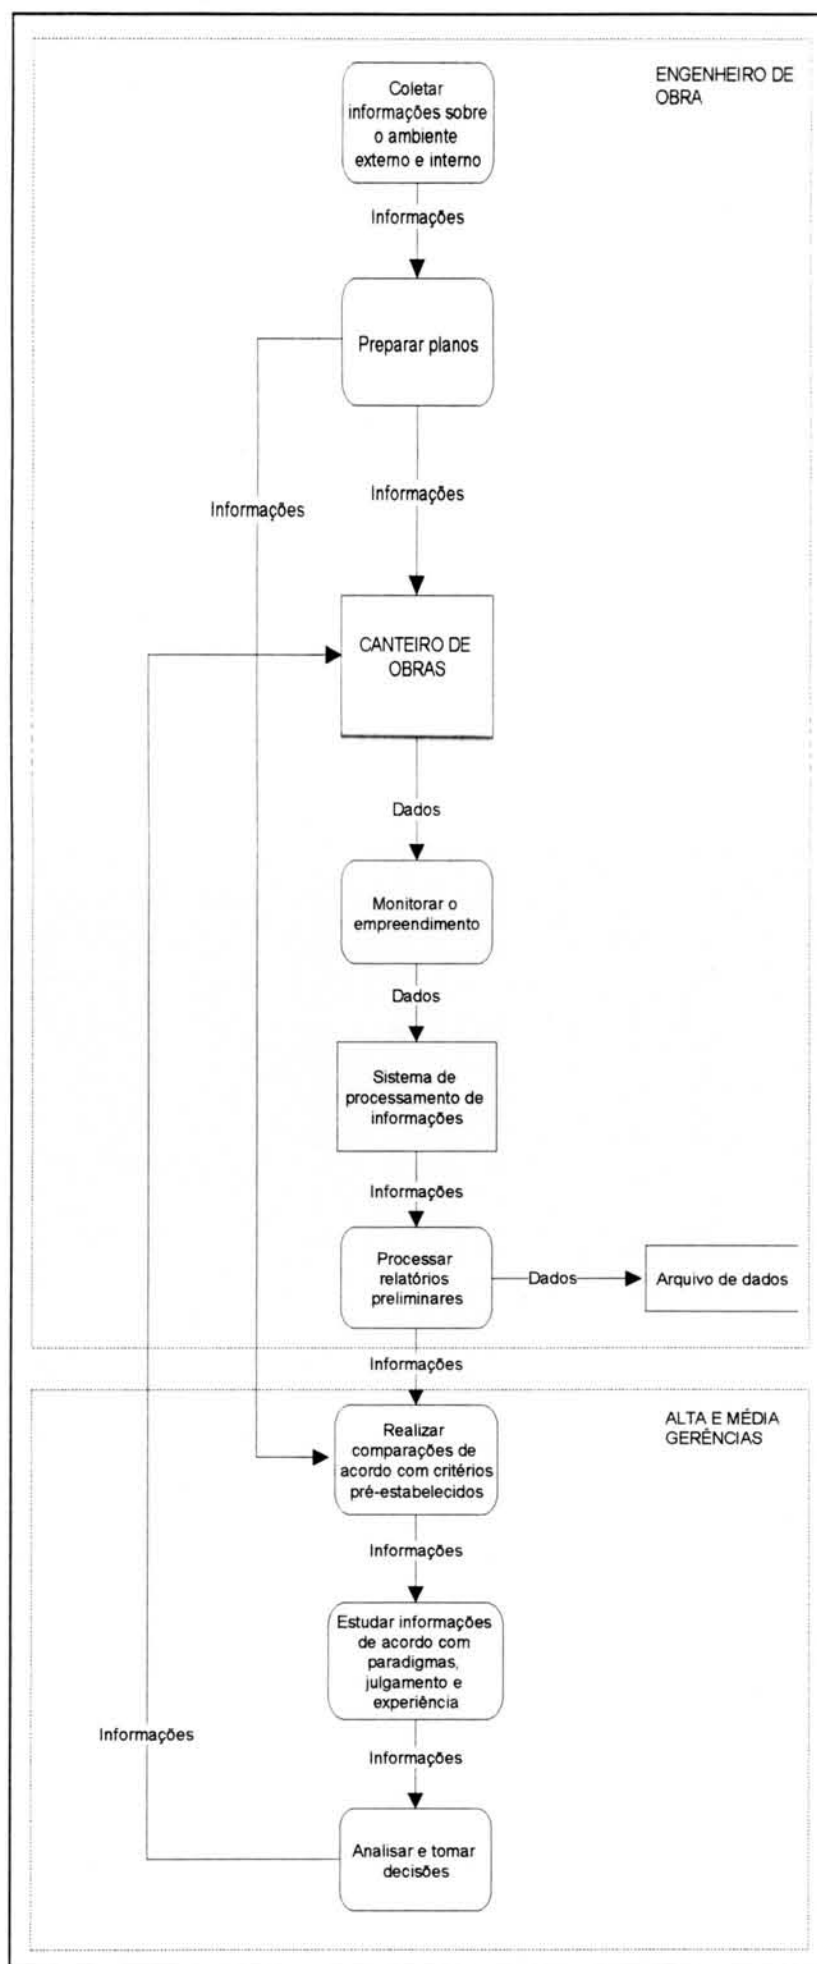 ENGENHEIRO DE
OBRA
Coletar
informações sobre
o ambiente
externo e interno
Informações
Preparar planos
Informações
Informações
CANTEIRO DE
OBRAS
Dados
Monitorar o
empreendimento
Dados
Sistema de
processamento de
informações
Informações
Processar
relatórios
preliminares
Dados
Arquivo de dados
Informações
ALTA E MÉDIA
GERÊNCIAS
Realizar
comparações de
acordo com critérios
pré-estabelecidos
Informações
Estudar informações
de acordo com
paradigmas,
julgamento e
experiência
Informações
Informações
Analisar e tomar
decisões